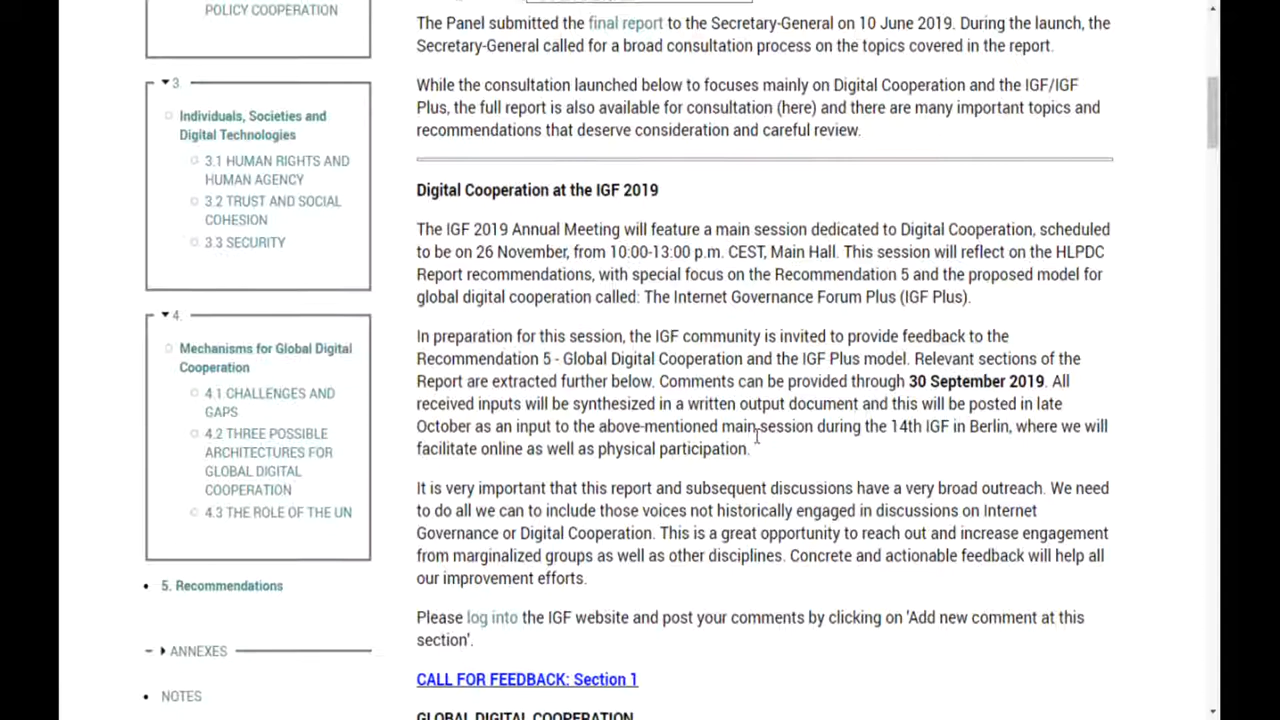 POLICY COOPERATION
3.
Individuals, Societies and
Digital Technologies
3.1 HUMAN RIGHTS AND
HUMAN AGENCY
3.2 TRUST AND SOCIAL
COHESION
3.3 SECURITY
4.
Mechanisms for Global Digital
Cooperation
4.1 CHALLENGES AND
GAPS
4.2 THREE POSSIBLE
ARCHITECTURES FOR
GLOBAL DIGITAL
COOPERATION
4.3 THE ROLE OF THE UN
5. Recommendations
ANNEXES
NOTES
The Panel submitted the final report to the Secretary-General on 10 June 2019. During the launch, the
Secretary-General called for a broad consultation process on the topics covered in the report.
While the consultation launched below to focuses mainly on Digital Cooperation and the IGF/IGF
Plus, the full report is also available for consultation (here) and there are many important topics and
recommendations that deserve consideration and careful review.
Digital Cooperation at the IGF 2019
The IGF 2019 Annual Meeting will feature a main session dedicated to Digital Cooperation, scheduled
to be on 26 November, from 10:00-13:00 p.m. CEST, Main Hall. This session will reflect on the HLPDC
Report recommendations, with special focus on the Recommendation 5 and the proposed model for
global digital cooperation called: The Internet Governance Forum Plus (IGF Plus).
In preparation for this session, the IGF community is invited to provide feedback to the
Recommendation 5 - Global Digital Cooperation and the IGF Plus model. Relevant sections of the
Report are extracted further below. Comments can be provided through 30 September 2019. All
received inputs will be synthesized in a written output document and this will be posted in late
October as an input to the above-mentioned main session during the 14th IGF in Berlin, where we will
facilitate online as well as physical participation.
It is very important that this report and subsequent discussions have a very broad outreach. We need
to do all we can to include those voices not historically engaged in discussions on Internet
Governance or Digital Cooperation. This is a great opportunity to reach out and increase engagement
from marginalized groups as well as other disciplines. Concrete and actionable feedback will help all
our improvement efforts.
Please log into the IGF website and post your comments by clicking on 'Add new comment at this
section'.
CALL FOR FEEDBACK: Section 1
GLOBAL DIGITAL COOPERATION